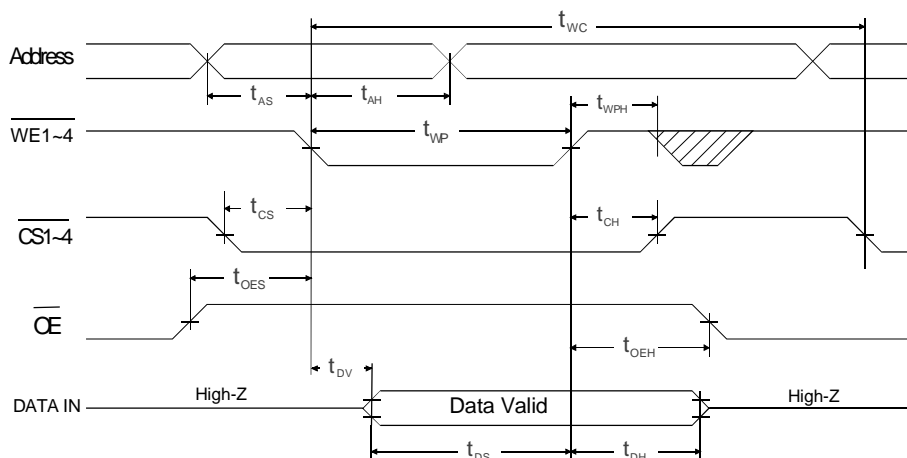 tWC
Address
tAS
tAH
tWPH
WE1~4
tWP
tCS
tCH
CS1~4
tOES
OE
tOEH
tDV
DATA IN
High-Z
Data Valid
High-Z
tDS
tDH